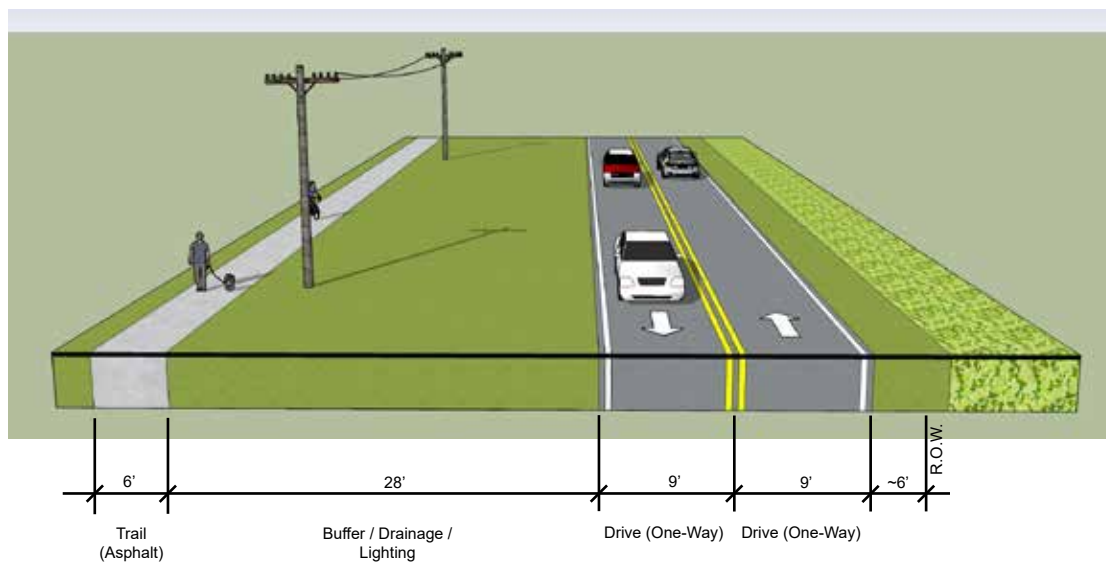 R.O.W.
6’
28’
9’
9’
~6’
Trail
(Asphalt)
Buffer / Drainage /
Lighting
Drive (One-Way)
Drive (One-Way)